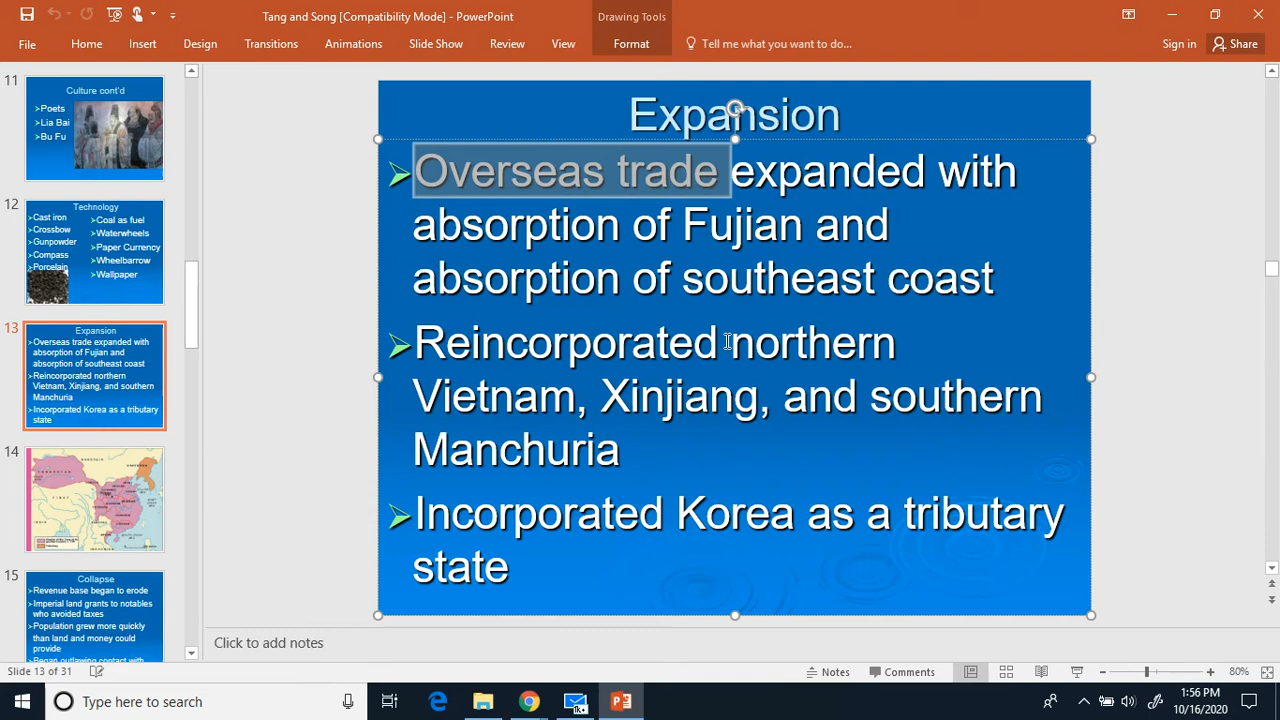 Tang and Song [Compatibility Mode] - PowerPoint
Drawing Tools
File Home Insert Design Transitions Animations Slide Show Review View Format Tell me what you want to do... Sign in Share
11
Culture cont'd
Poets
Lia Bai
Bu Fu
12
Technology
Cast iron
Crossbow
Gunpowder
Compass
Porcelain
Coal as fuel
Waterwheels
Paper Currency
Wheelbarrow
Wallpaper
13
Expansion
Overseas trade expanded with
absorption of Fujian and
absorption of southeast coast
Reincorporated northern
Vietnam, Xinjiang, and southern
Manchuria
Incorporated Korea as a tributary
state
14
15
Collapse
Revenue base began to erode
Imperial land grants to notables
who avoided taxes
Population grew more quickly
than land and money could
provide
Began outlawing contact with
Expansion
Overseas trade expanded with
absorption of Fujian and
absorption of southeast coast
Reincorporated northern
Vietnam, Xinjiang, and southern
Manchuria
Incorporated Korea as a tributary
state
Click to add notes
Slide 13 of 31 Notes Comments 80%
Type here to search
1:56 PM
10/16/2020